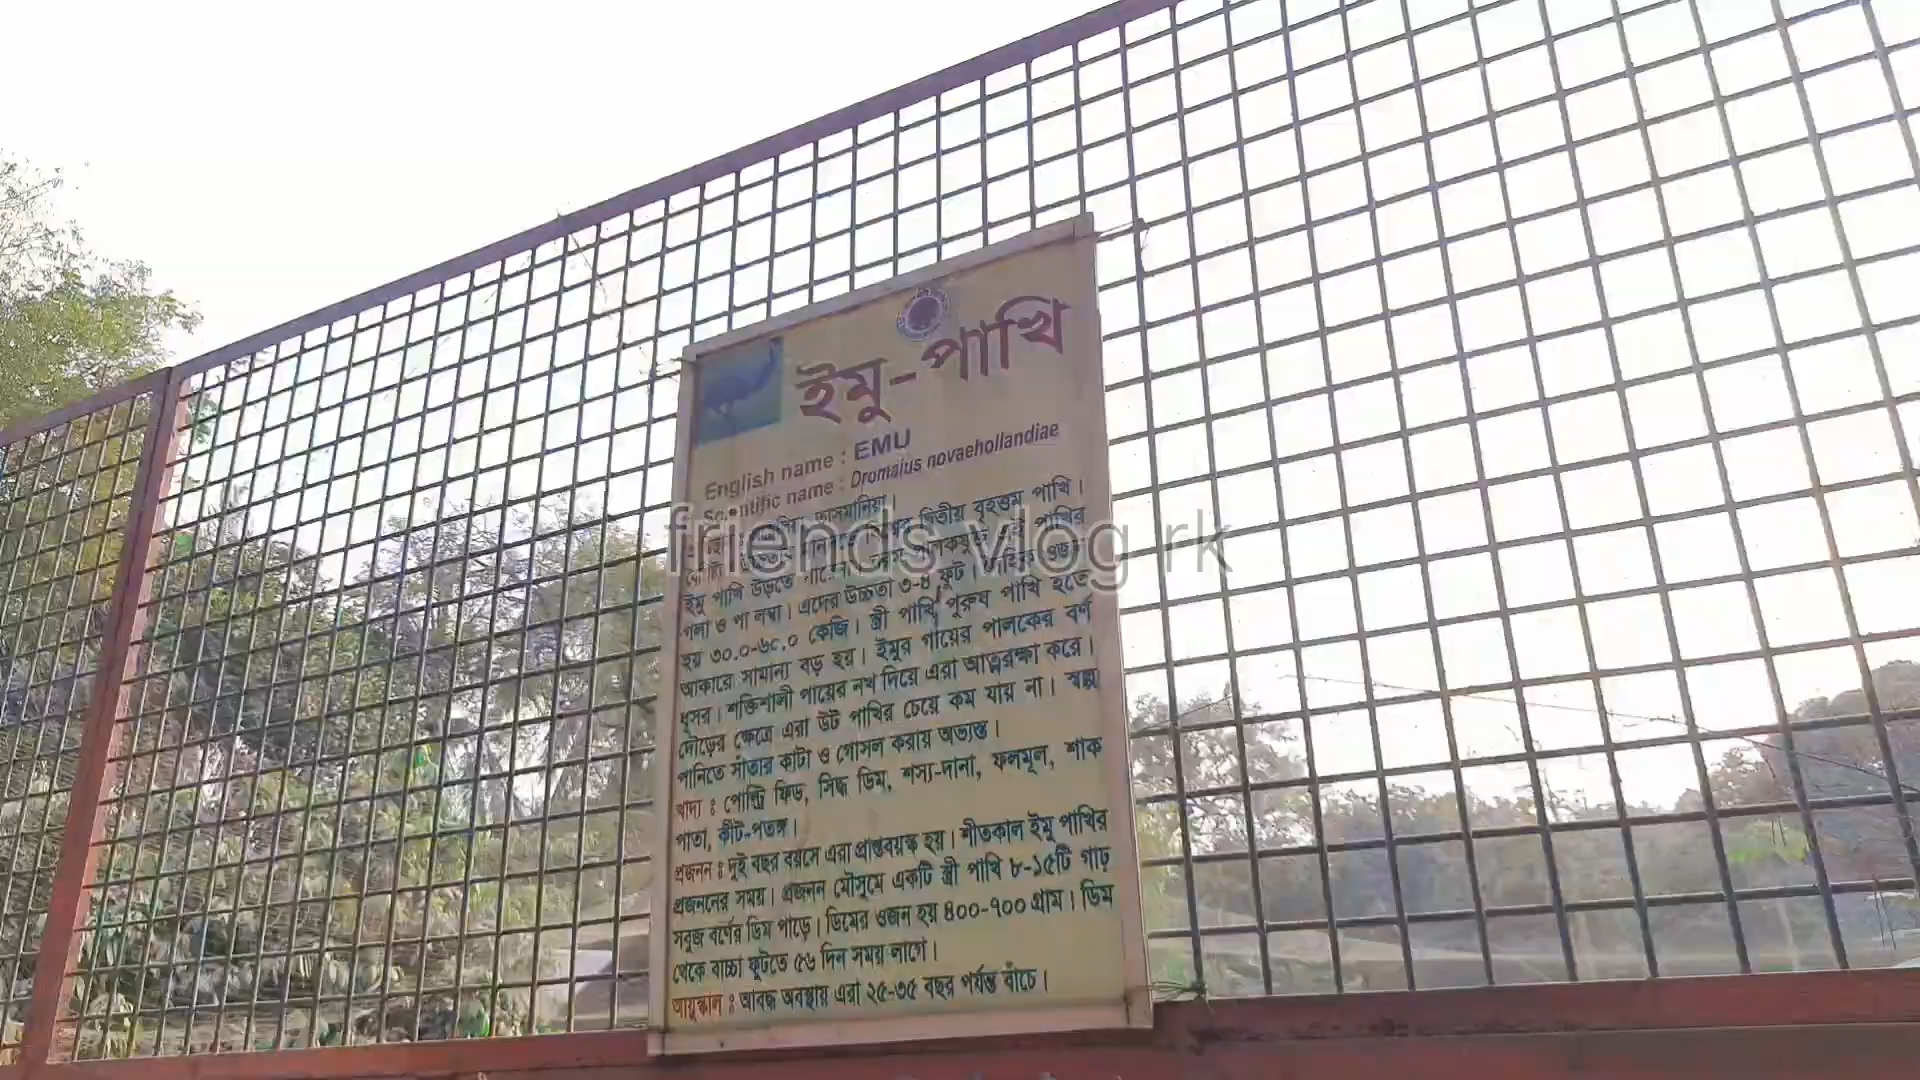 ইমু-পাখি
English name : EMU
Scientific name : Dromaius novaehollandiae
তাসমানিয়া।
দ্বিতীয় বৃহত্তম পাখি।
ইমু পাখি উড়তে পাখির
গলা ও পা লম্বা। এদের উচ্চতা ৩-৪ ফুট। ওজন
হয় ৩০.০-৬০.০ কেজি। স্ত্রী পাখি পুরুষ পাখি হতে
আকারে সামান্য বড় হয়। ইমুর গায়ের পালকের বর্ণ
ধূসর। শক্তিশালী পায়ের নখ দিয়ে এরা আত্নরক্ষা করে।
দৌড়ের ক্ষেত্রে এরা উট পাখির চেয়ে কম যায় না। স্বল্প
পানিতে সাঁতার কাটা ও গোসল করায় অভ্যস্ত।
খাদ্য : পোল্ট্রি ফিড, সিদ্ধ ডিম, শস্য-দানা, ফলমূল, শাক
পাতা, কীট-পতঙ্গ।
প্রজনন : দুই বছর বয়সে এরা প্রাপ্তবয়স্ক হয়। শীতকাল ইমু পাখির
প্রজননের সময়। প্রজনন মৌসুমে একটি স্ত্রী পাখি ৮-১৫টি গাঢ়
সবুজ বর্ণের ডিম পাড়ে। ডিমের ওজন হয় ৪০০-৭০০ গ্রাম। ডিম
থেকে বাচ্চা ফুটতে ৫৬ দিন সময় লাগে।
আয়ুষ্কাল : আবদ্ধ অবস্থায় এরা ২৫-৩৫ বছর পর্যন্ত বাঁচে।
friends vlog rk